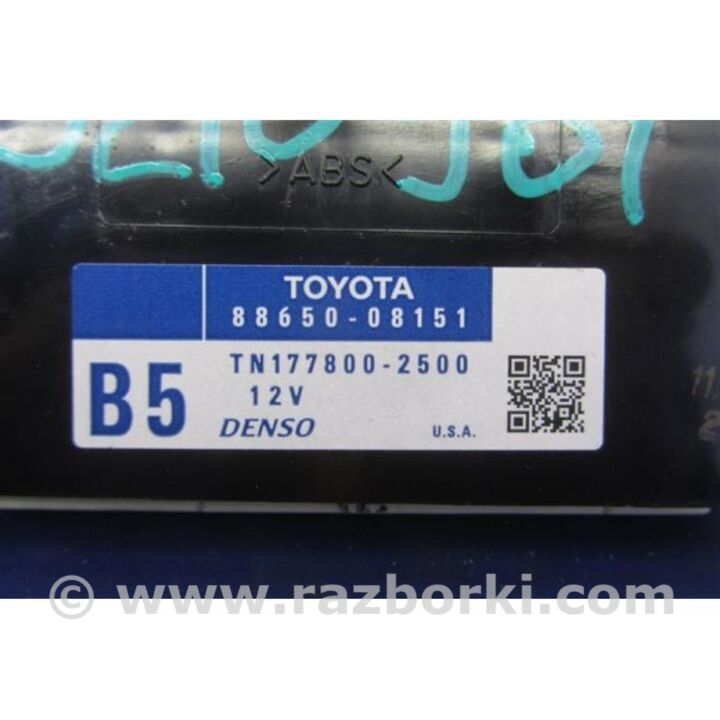 >ABS<
TOYOTA
88650-08151
TN177800-2500
B5
12V
DENSO
U.S.A.
© www.razborki.com